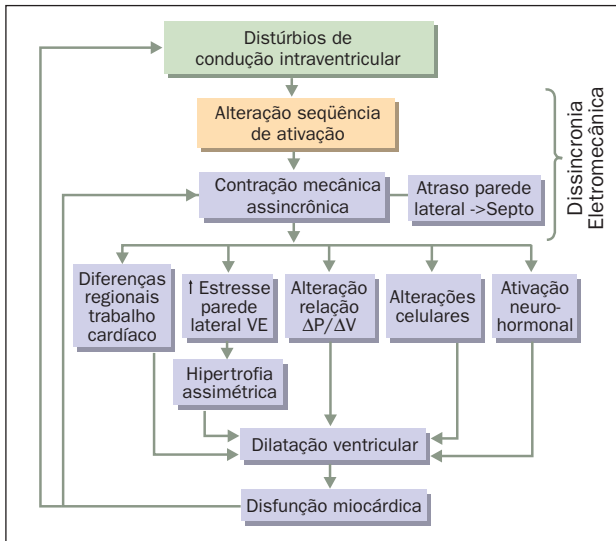 Distúrbios de
condução intraventricular
Alteração seqüência
de ativação
Contração mecânica
assincrônica
Atraso parede
lateral ->Septo
Dissincronia
Eletromecânica
Diferenças
regionais
trabalho
cardíaco
↑ Estresse
parede
lateral VE
Alteração
relação
ΔP/ΔV
Alterações
celulares
Ativação
neuro-
hormonal
Hipertrofia
assimétrica
Dilatação ventricular
Disfunção miocárdica